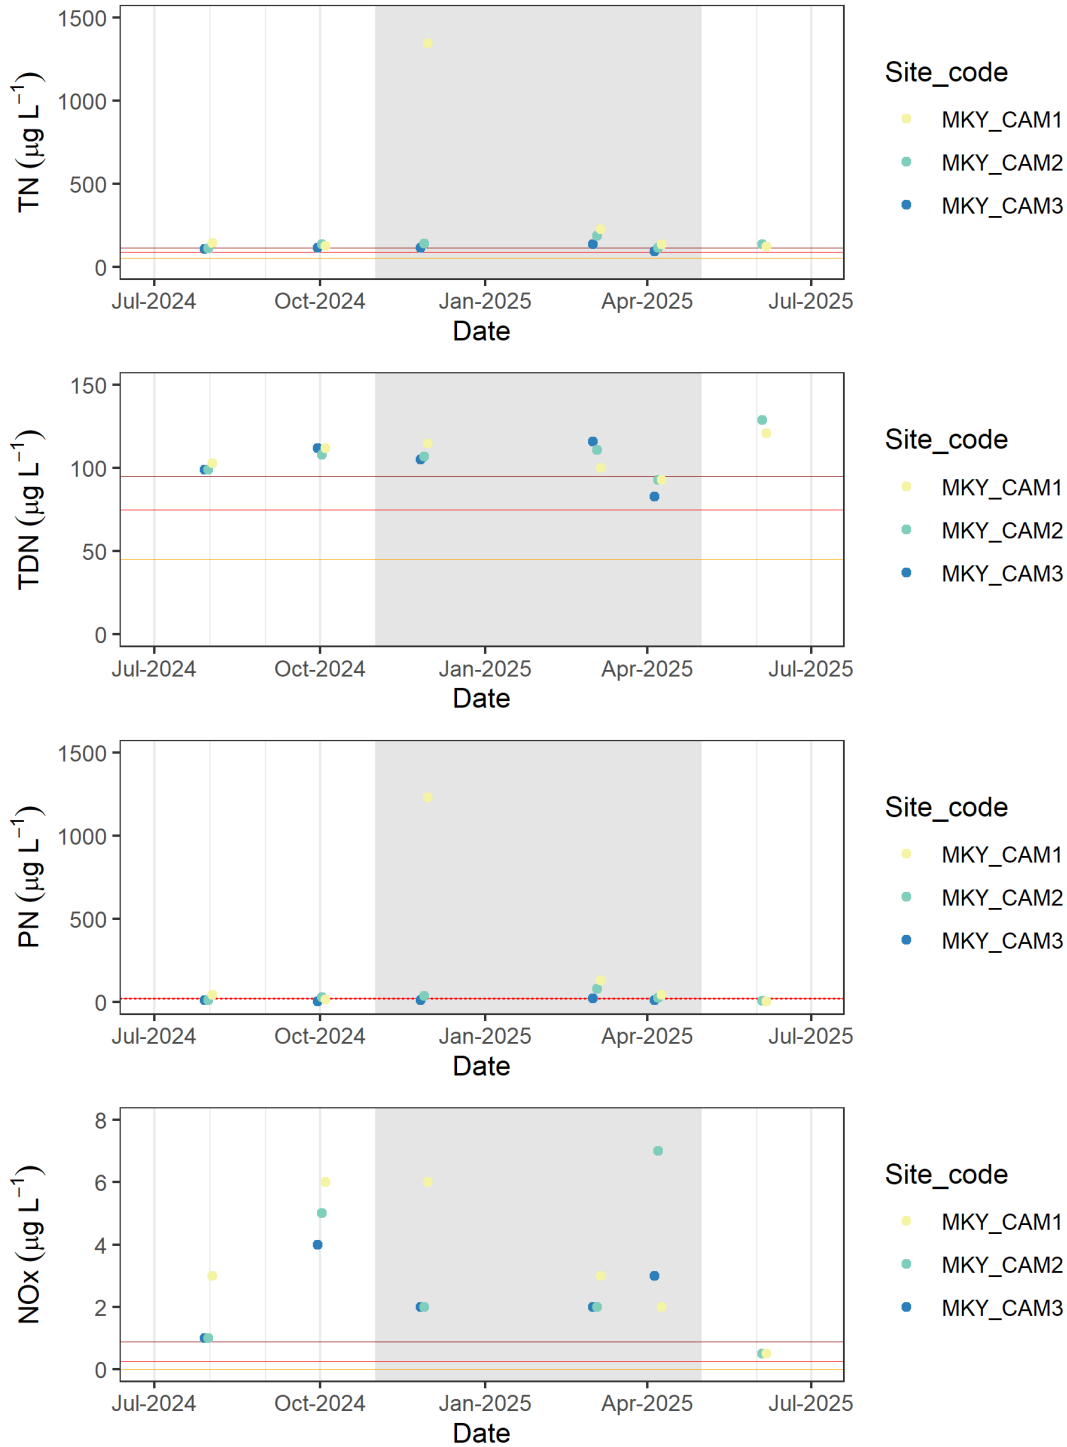 1500
1000
500
0
TN (µg L⁻¹)
Jul-2024 Oct-2024 Jan-2025 Apr-2025 Jul-2025
Date
Site_code
MKY_CAM1
MKY_CAM2
MKY_CAM3
150
100
50
0
TDN (µg L⁻¹)
Jul-2024 Oct-2024 Jan-2025 Apr-2025 Jul-2025
Date
Site_code
MKY_CAM1
MKY_CAM2
MKY_CAM3
1500
1000
500
0
PN (µg L⁻¹)
Jul-2024 Oct-2024 Jan-2025 Apr-2025 Jul-2025
Date
Site_code
MKY_CAM1
MKY_CAM2
MKY_CAM3
8
6
4
2
0
NOx (µg L⁻¹)
Jul-2024 Oct-2024 Jan-2025 Apr-2025 Jul-2025
Date
Site_code
MKY_CAM1
MKY_CAM2
MKY_CAM3